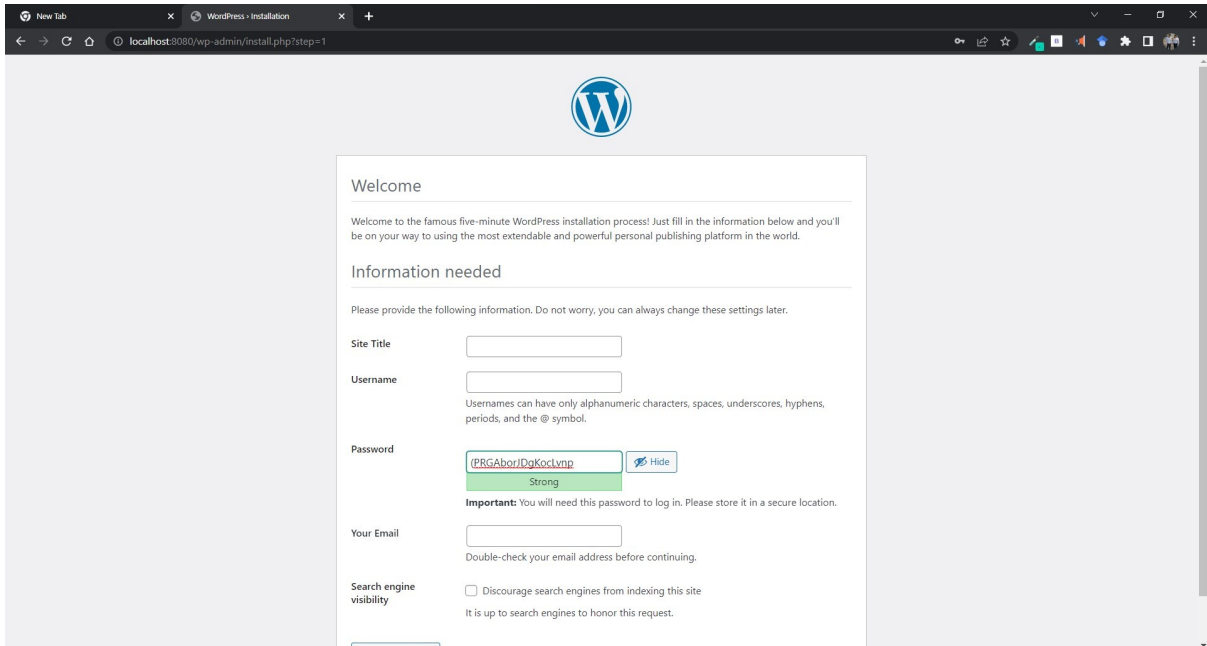 New Tab
WordPress › Installation
localhost:8080/wp-admin/install.php?step=1
Welcome
Welcome to the famous five-minute WordPress installation process! Just fill in the information below and you'll
be on your way to using the most extendable and powerful personal publishing platform in the world.
Information needed
Please provide the following information. Do not worry, you can always change these settings later.
Site Title
Username
Usernames can have only alphanumeric characters, spaces, underscores, hyphens,
periods, and the @ symbol.
Password
(PRGAborJDgKocLvnp
Hide
Strong
Important: You will need this password to log in. Please store it in a secure location.
Your Email
Double-check your email address before continuing.
Search engine
visibility
Discourage search engines from indexing this site
It is up to search engines to honor this request.